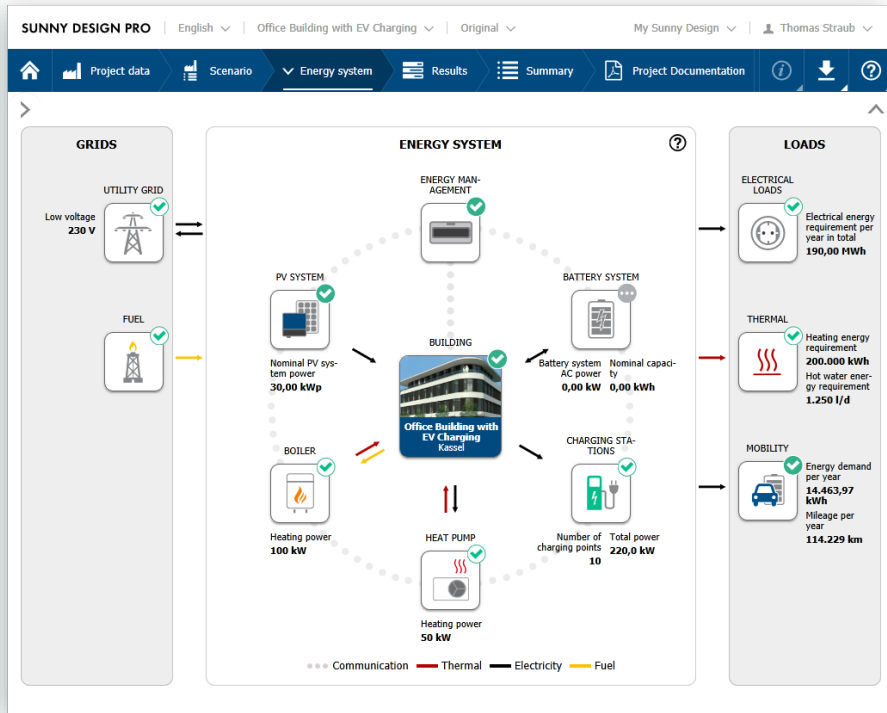 SUNNY DESIGN PRO
English
Office Building with EV Charging
Original
My Sunny Design
Thomas Straub
Project data
Scenario
Energy system
Results
Summary
Project Documentation
GRIDS
UTILITY GRID
Low voltage
230 V
FUEL
ENERGY SYSTEM
ENERGY MAN-
AGEMENT
PV SYSTEM
Nominal PV sys-
tem power
30,00 kWp
BATTERY SYSTEM
Battery system
AC power
0,00 kW
Nominal capaci-
ty
0,00 kWh
BUILDING
Office Building with
EV Charging
Kassel
BOILER
Heating power
100 kW
CHARGING STA-
TIONS
Number of
charging points
10
Total power
220,0 kW
HEAT PUMP
Heating power
50 kW
Communication
Thermal
Electricity
Fuel
LOADS
ELECTRICAL
LOADS
Electrical energy
requirement per
year in total
190,00 MWh
THERMAL
Heating energy
requirement
200.000 kWh
Hot water ener-
gy requirement
1.250 l/d
MOBILITY
Energy demand
per year
14.463,97
kWh
Mileage per
year
114.229 km